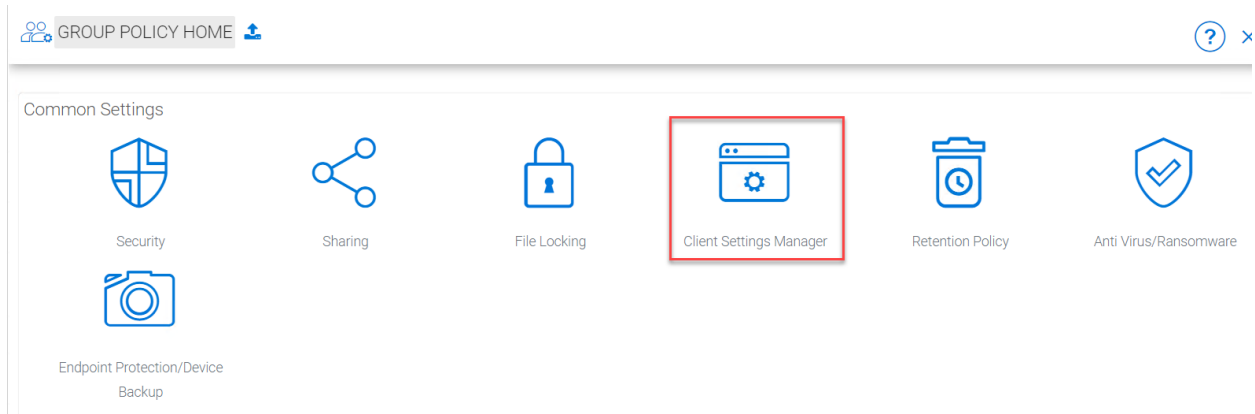 GROUP POLICY HOME
?
Common Settings
Security
Sharing
File Locking
Client Settings Manager
Retention Policy
Anti Virus/Ransomware
Endpoint Protection/Device
Backup